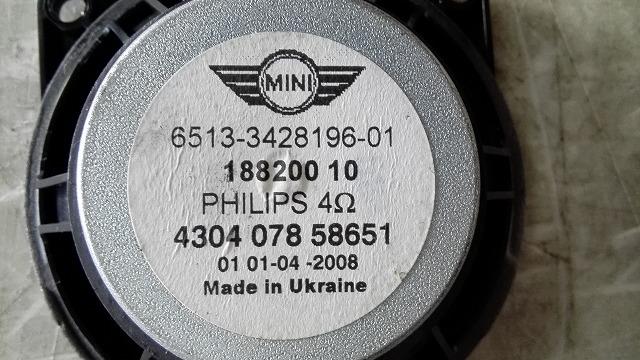 MINI
6513-3428196-01
188200 10
PHILIPS 4Ω
4304 078 58651
01 01-04 -2008
Made in Ukraine